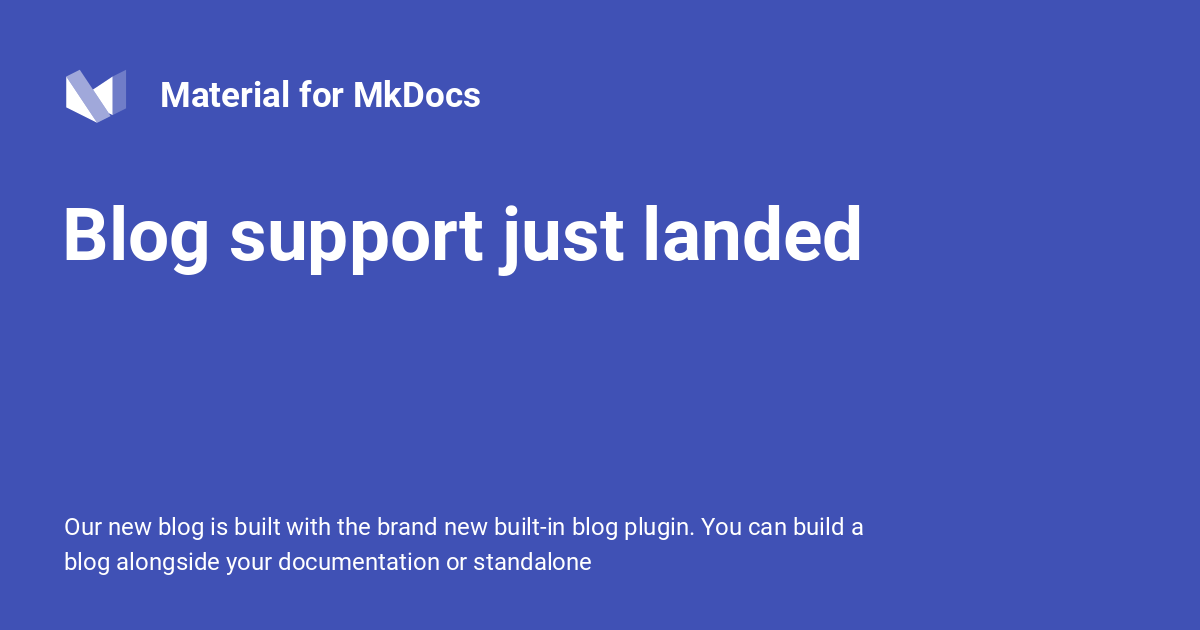 Material for MkDocs
Blog support just landed
Our new blog is built with the brand new built-in blog plugin. You can build a
blog alongside your documentation or standalone